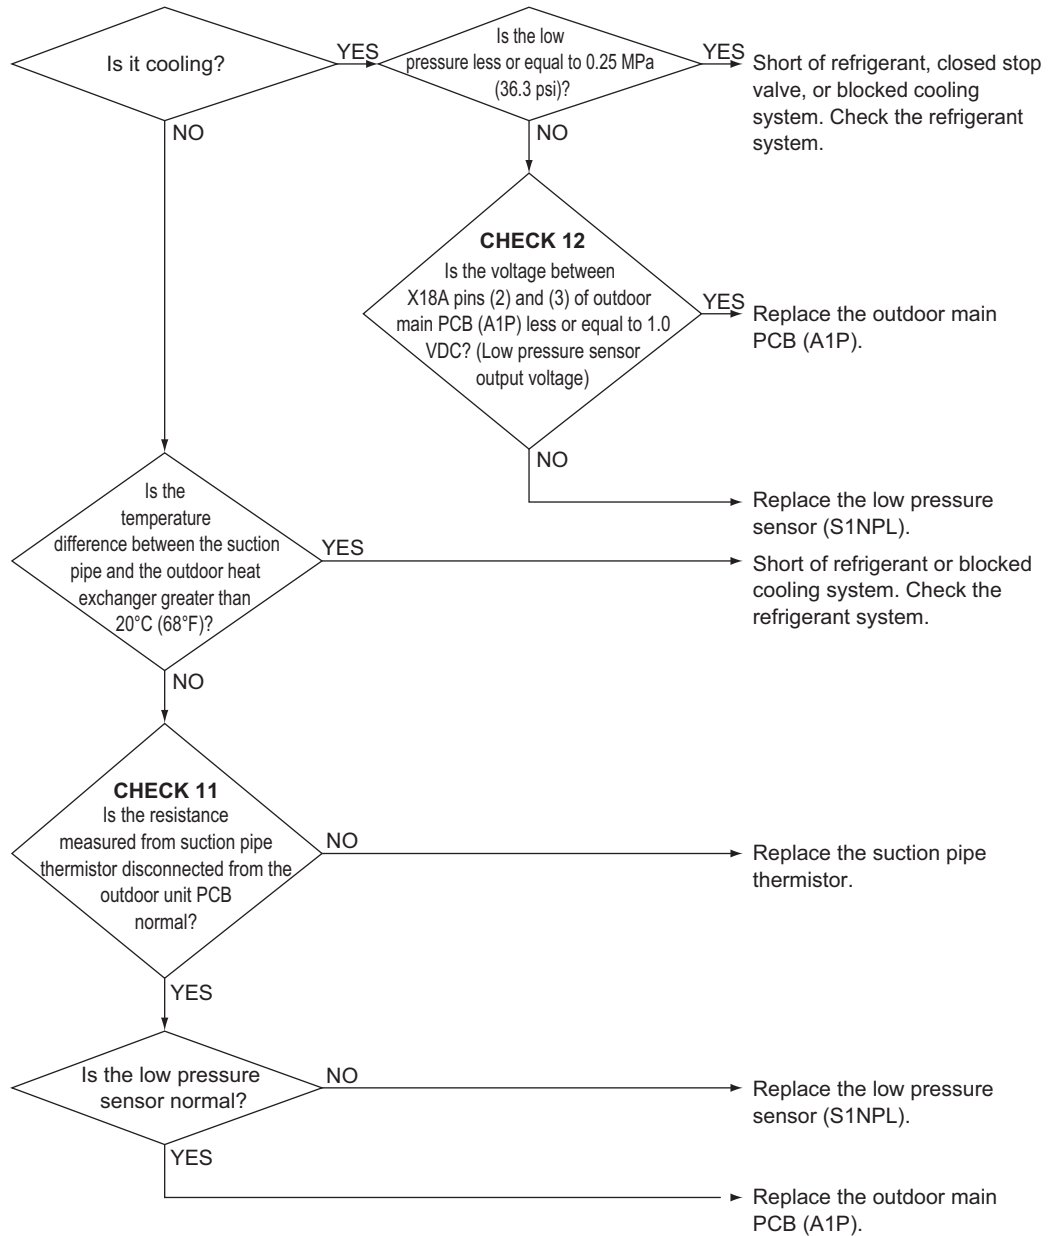 Is it cooling?
YES
Is the low
pressure less or equal to 0.25 MPa
(36.3 psi)?
YES
Short of refrigerant, closed stop
valve, or blocked cooling
system. Check the refrigerant
system.
NO
NO
CHECK 12
Is the voltage between
X18A pins (2) and (3) of outdoor
main PCB (A1P) less or equal to 1.0
VDC? (Low pressure sensor
output voltage)
YES
Replace the outdoor main
PCB (A1P).
NO
Replace the low pressure
sensor (S1NPL).
Is the
temperature
difference between the suction
pipe and the outdoor heat
exchanger greater than
20°C (68°F)?
YES
Short of refrigerant or blocked
cooling system. Check the
refrigerant system.
NO
CHECK 11
Is the resistance
measured from suction pipe
thermistor disconnected from the
outdoor unit PCB
normal?
NO
Replace the suction pipe
thermistor.
YES
Is the low pressure
sensor normal?
NO
Replace the low pressure
sensor (S1NPL).
YES
Replace the outdoor main
PCB (A1P).